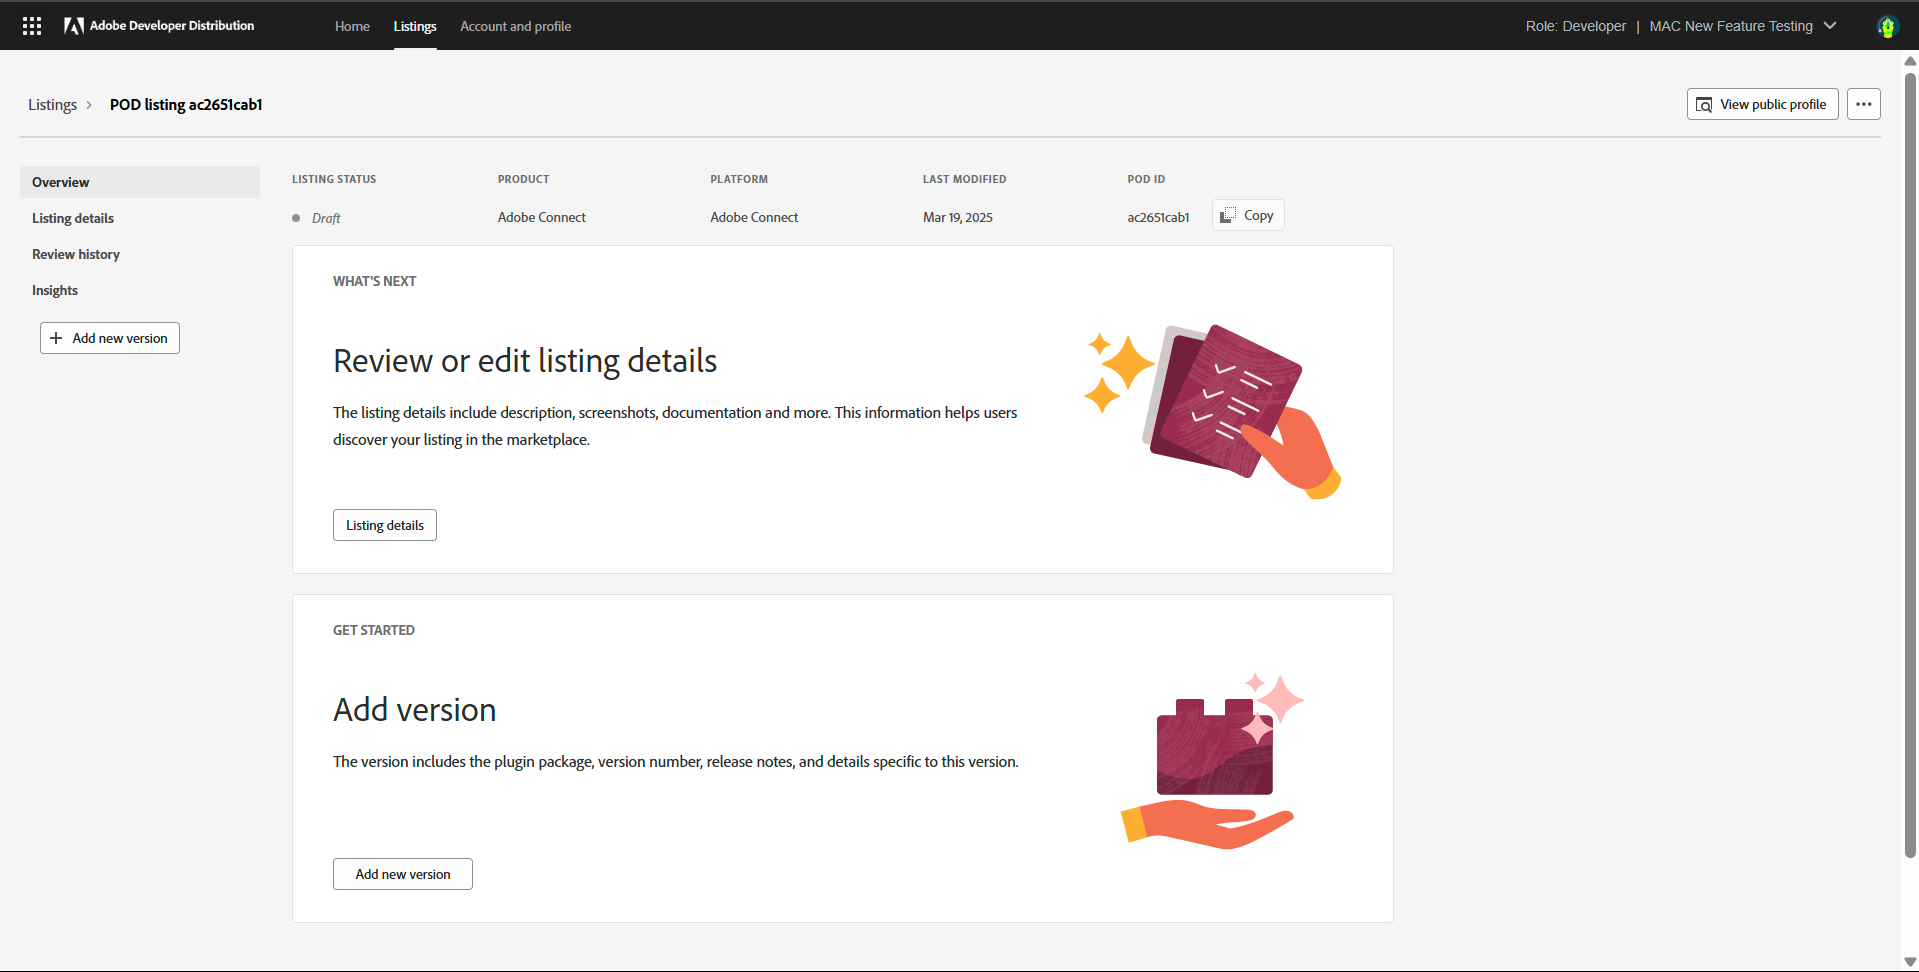 Adobe Developer Distribution
Home
Listings
Account and profile
Role: Developer | MAC New Feature Testing
Listings
POD listing ac2651cab1
View public profile
Overview
Listing details
Review history
Insights
Add new version
LISTING STATUS
PRODUCT
PLATFORM
LAST MODIFIED
POD ID
Draft
Adobe Connect
Adobe Connect
Mar 19, 2025
ac2651cab1
Copy
WHAT'S NEXT
Review or edit listing details
The listing details include description, screenshots, documentation and more. This information helps users
discover your listing in the marketplace.
Listing details
GET STARTED
Add version
The version includes the plugin package, version number, release notes, and details specific to this version.
Add new version